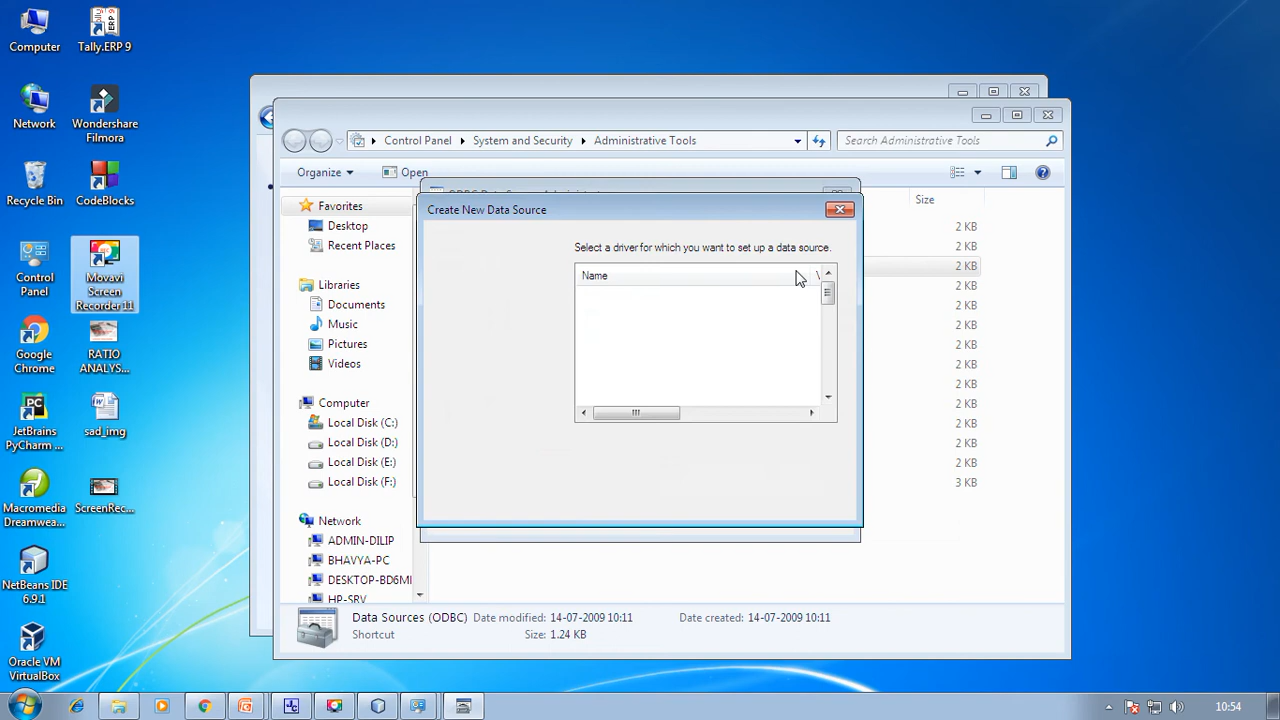 Computer
Tally.ERP 9
Network
Wondershare
Filmora
Recycle Bin
CodeBlocks
Control
Panel
Movavi
Screen
Recorder 11
Google
Chrome
RATIO
ANALYS...
JetBrains
PyCharm ...
sad_img
Macromedia
Dreamwea...
ScreenRec...
NetBeans IDE
6.9.1
Oracle VM
VirtualBox
Control Panel
System and Security
Administrative Tools
Search Administrative Tools
Organize
Open
Favorites
Desktop
Recent Places
Libraries
Documents
Music
Pictures
Videos
Computer
Local Disk (C:)
Local Disk (D:)
Local Disk (E:)
Local Disk (F:)
Network
ADMIN-DILIP
BHAVYA-PC
DESKTOP-BD6MI
HP-SRV
Size
2 KB
2 KB
2 KB
2 KB
2 KB
2 KB
2 KB
2 KB
2 KB
2 KB
2 KB
2 KB
2 KB
3 KB
ODBC Data Source Administrator
Create New Data Source
Select a driver for which you want to set up a data source.
Name
Data Sources (ODBC) Date modified: 14-07-2009 10:11 Date created: 14-07-2009 10:11
Shortcut Size: 1.24 KB
10:54